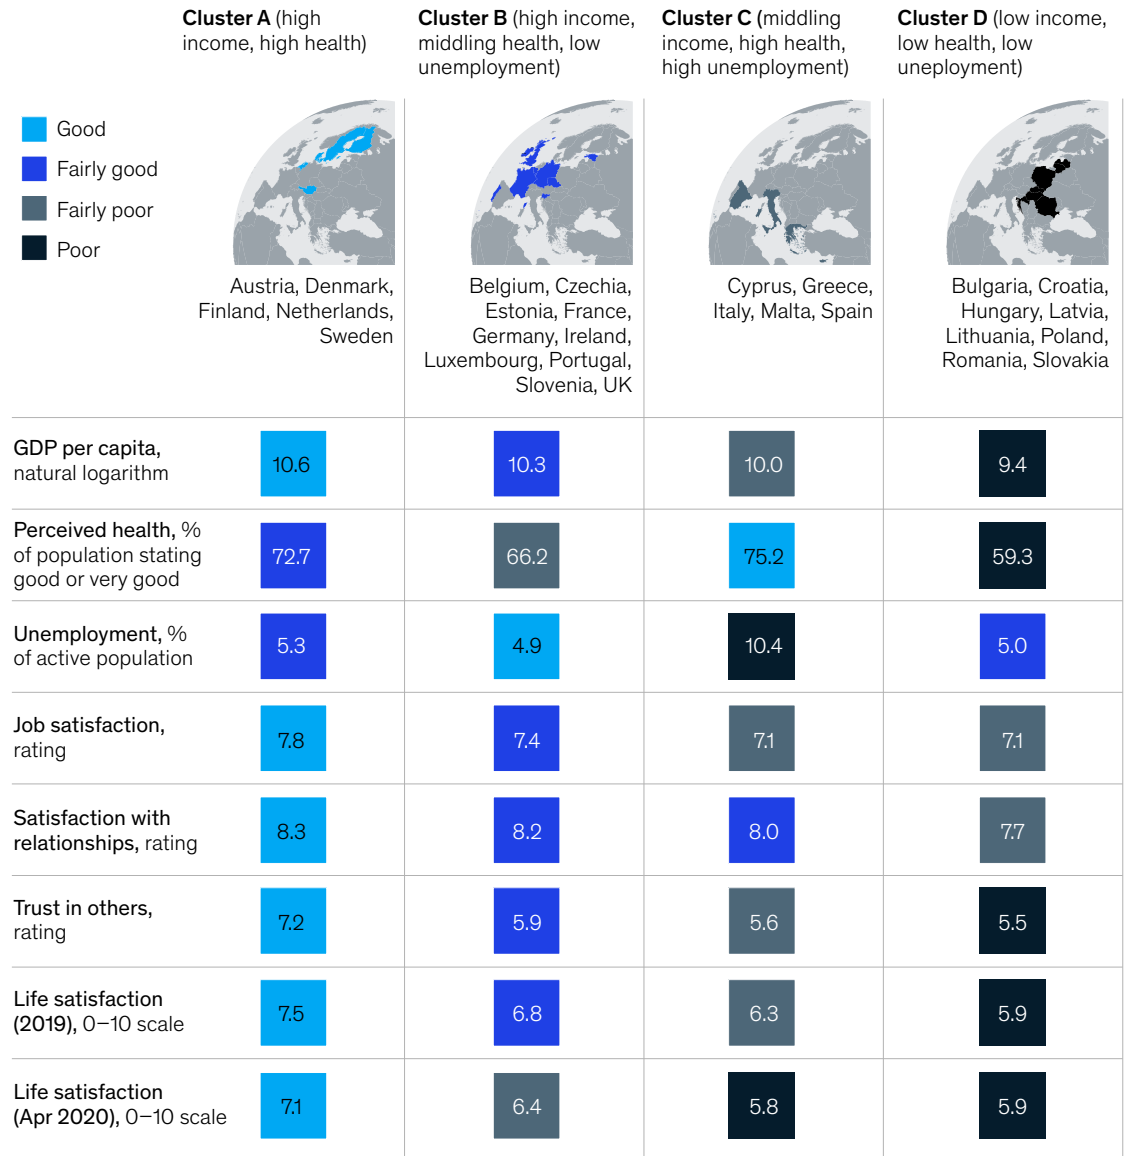 Cluster A (high
income, high health)
Cluster B (high income,
middling health, low
unemployment)
Cluster C (middling
income, high health,
high unemployment)
Cluster D (low income,
low health, low
uneployment)
Good
Fairly good
Fairly poor
Poor
Austria, Denmark,
Finland, Netherlands,
Sweden
Belgium, Czechia,
Estonia, France,
Germany, Ireland,
Luxembourg, Portugal,
Slovenia, UK
Cyprus, Greece,
Italy, Malta, Spain
Bulgaria, Croatia,
Hungary, Latvia,
Lithuania, Poland,
Romania, Slovakia
GDP per capita,
natural logarithm
10.6
10.3
10.0
9.4
Perceived health, %
of population stating
good or very good
72.7
66.2
75.2
59.3
Unemployment, %
of active population
5.3
4.9
10.4
5.0
Job satisfaction,
rating
7.8
7.4
7.1
7.1
Satisfaction with
relationships, rating
8.3
8.2
8.0
7.7
Trust in others,
rating
7.2
5.9
5.6
5.5
Life satisfaction
(2019), 0–10 scale
7.5
6.8
6.3
5.9
Life satisfaction
(Apr 2020), 0–10 scale
7.1
6.4
5.8
5.9